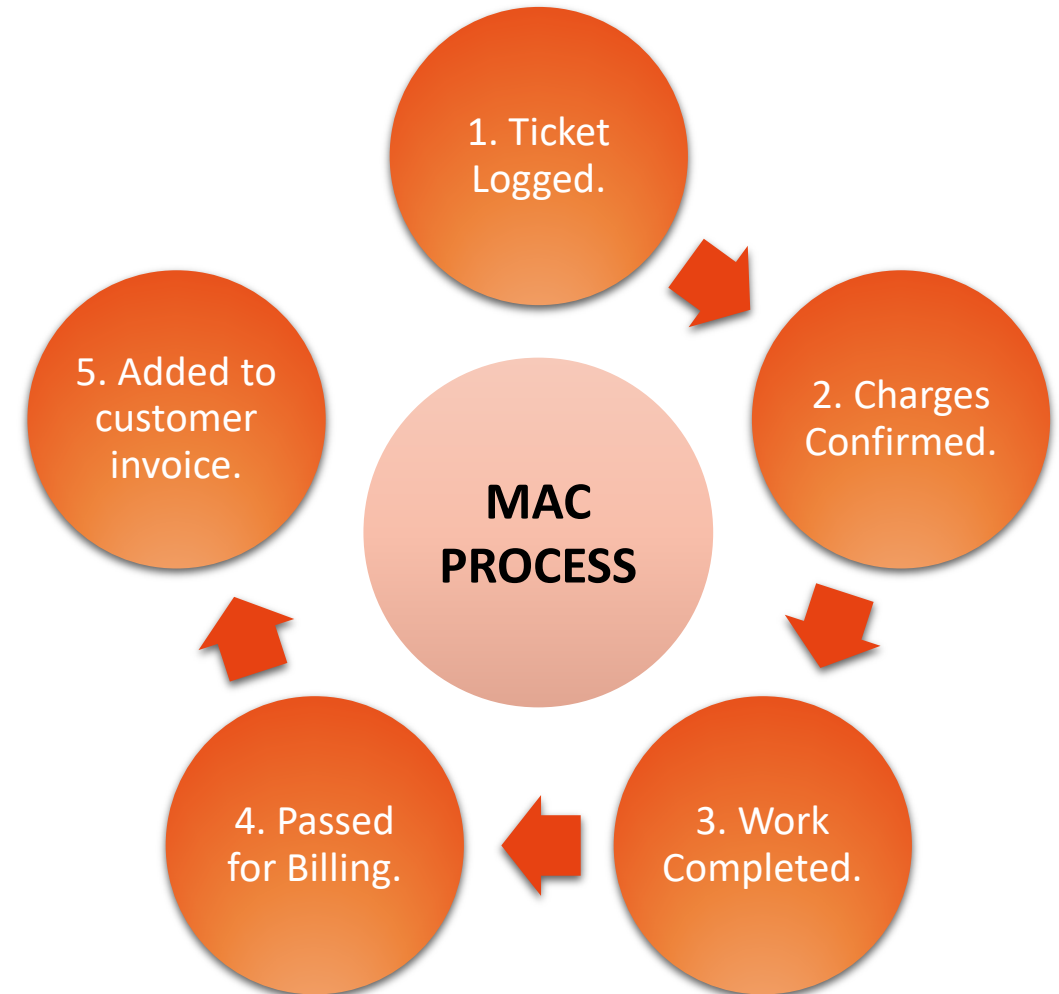 1. Ticket
Logged.
2. Charges
Confirmed.
3. Work
Completed.
4. Passed
for Billing.
5. Added to
customer
invoice.
MAC
PROCESS